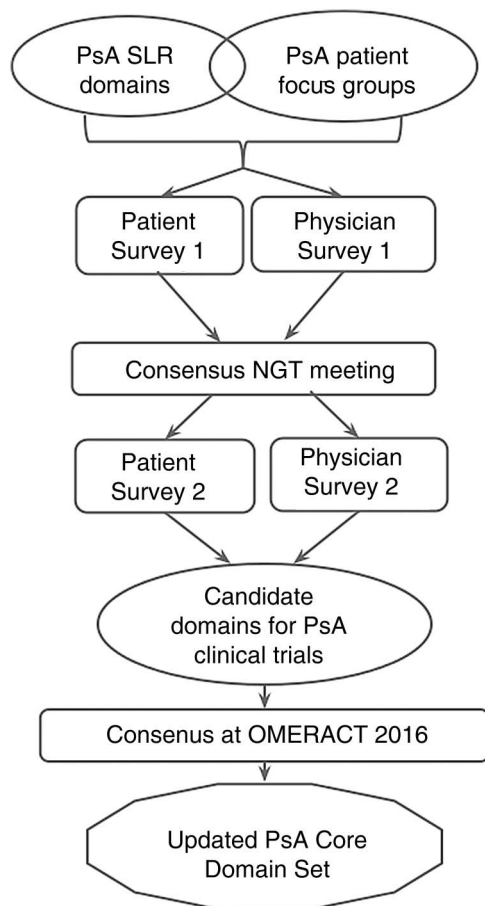 PsA SLR
domains
PsA patient
focus groups
Patient
Survey 1
Physician
Survey 1
Consensus NGT meeting
Patient
Survey 2
Physician
Survey 2
Candidate
domains for PsA
clinical trials
Consenus at OMERACT 2016
Updated PsA Core
Domain Set